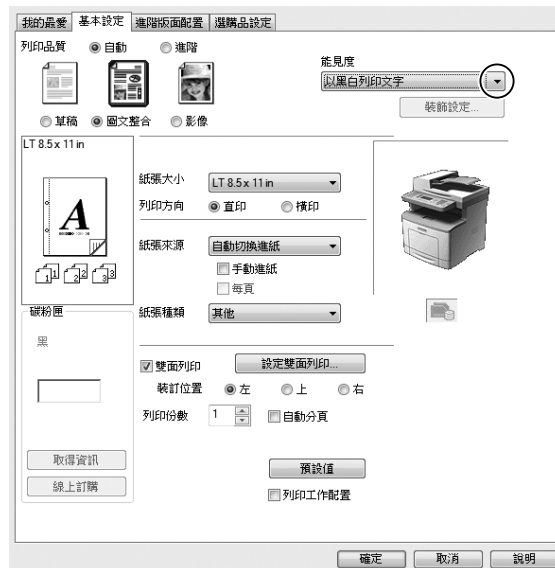 我的最愛 基本設定 進階版面配置 選購品設定
列印品質 自動 進階
能見度
以黑白列印文字
裝飾設定...
草稿 圖文整合 影像
LT 8.5 x 11 in
紙張大小 LT 8.5 x 11 in
列印方向 直印 橫印
A
紙張來源 自動切換進紙
手動進紙
每頁
1 1 2 2 3 3
碳粉匣
紙張種類 其他
黑
雙面列印 設定雙面列印...
裝訂位置 左 上 右
列印份數 1 自動分頁
取得資訊
預設值
線上訂購
列印工作配置
確定 取消 說明